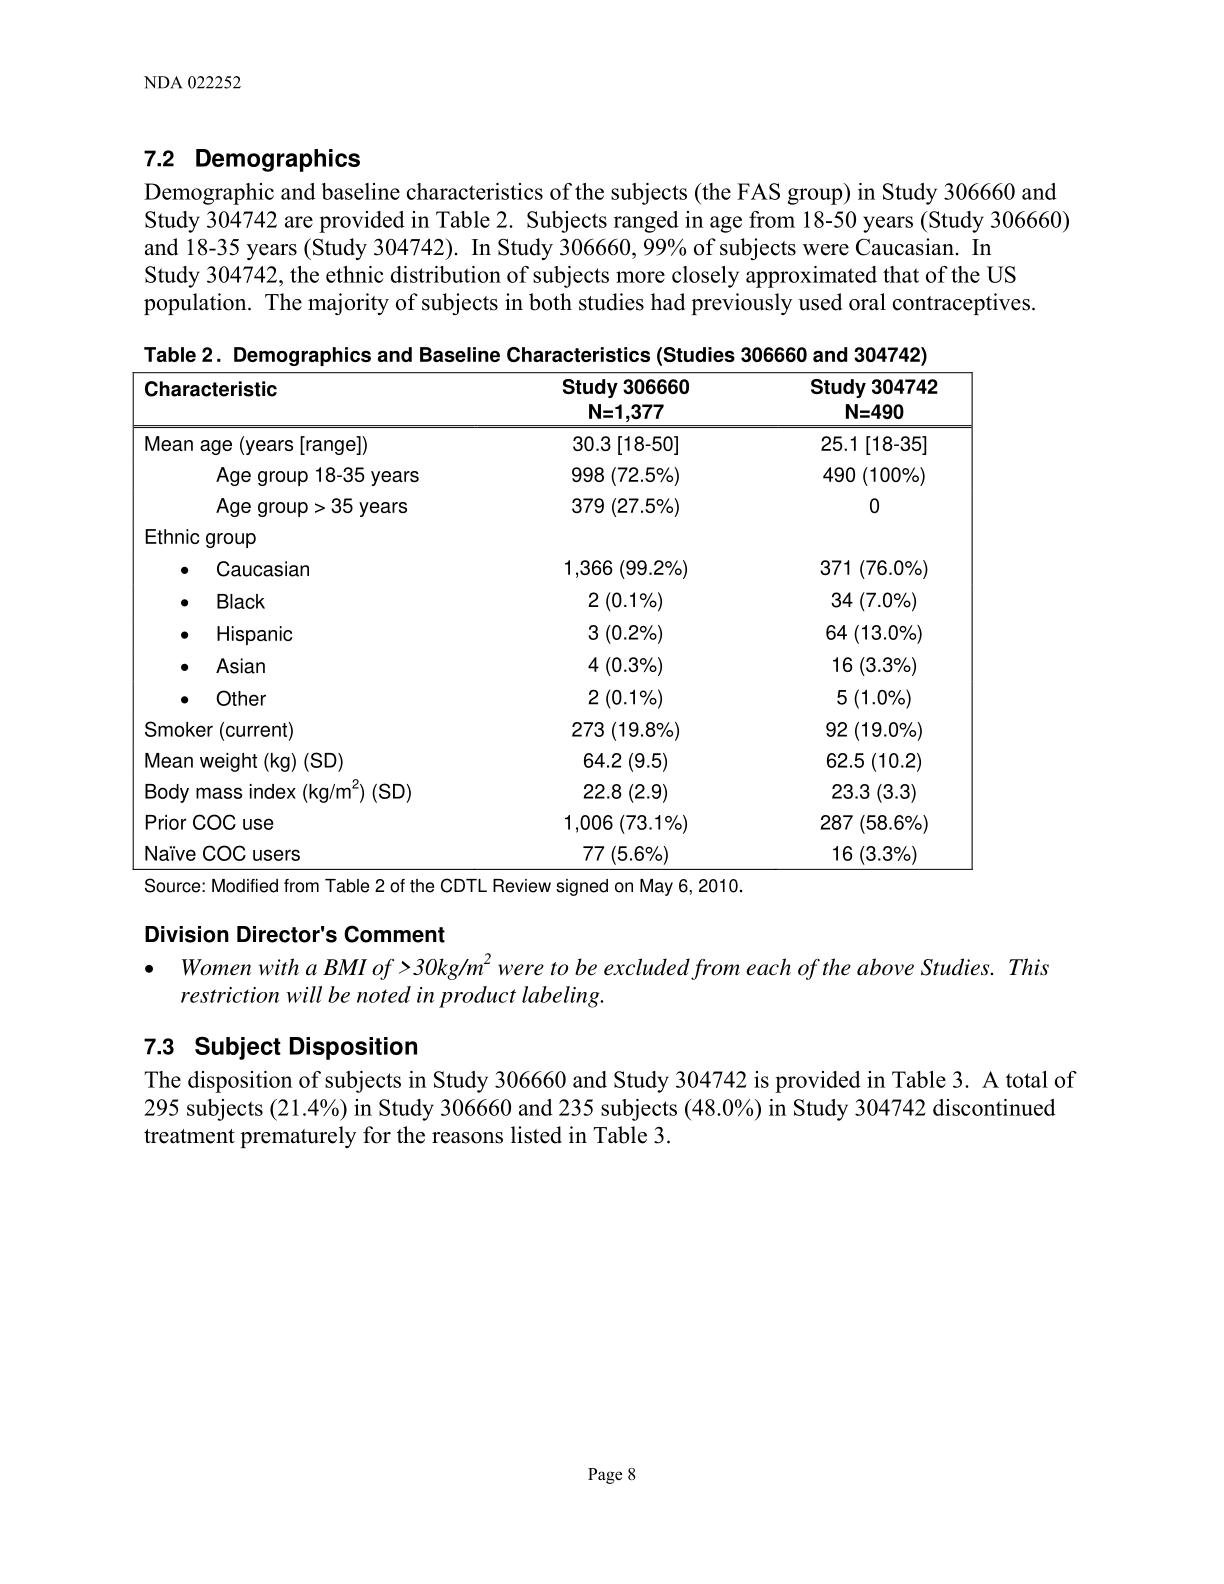 NDA 022252
7.2 Demographics
Demographic and baseline characteristics of the subjects (the FAS group) in Study 306660 and
Study 304742 are provided in Table 2. Subjects ranged in age from 18-50 years (Study 306660)
and 18-35 years (Study 304742). In Study 306660, 99% of subjects were Caucasian. In
Study 304742, the ethnic distribution of subjects more closely approximated that of the US
population. The majority of subjects in both studies had previously used oral contraceptives.
Table 2. Demographics and Baseline Characteristics (Studies 306660 and 304742)
Characteristic Study 306660 Study 304742
N=1,377 N=490
Mean age (years [range]) 30.3 [18-50] 25.1 [18-35]
Age group 18-35 years 998 (72.5%) 490 (100%)
Age group > 35 years 379 (27.5%) 0
Ethnic group
• Caucasian 1,366 (99.2%) 371 (76.0%)
• Black 2 (0.1%) 34 (7.0%)
• Hispanic 3 (0.2%) 64 (13.0%)
• Asian 4 (0.3%) 16 (3.3%)
• Other 2 (0.1%) 5 (1.0%)
Smoker (current) 273 (19.8%) 92 (19.0%)
Mean weight (kg) (SD) 64.2 (9.5) 62.5 (10.2)
Body mass index (kg/m²) (SD) 22.8 (2.9) 23.3 (3.3)
Prior COC use 1,006 (73.1%) 287 (58.6%)
Naïve COC users 77 (5.6%) 16 (3.3%)
Source: Modified from Table 2 of the CDTL Review signed on May 6, 2010.
Division Director's Comment
• Women with a BMI of >30kg/m² were to be excluded from each of the above Studies. This
restriction will be noted in product labeling.
7.3 Subject Disposition
The disposition of subjects in Study 306660 and Study 304742 is provided in Table 3. A total of
295 subjects (21.4%) in Study 306660 and 235 subjects (48.0%) in Study 304742 discontinued
treatment prematurely for the reasons listed in Table 3.
Page 8